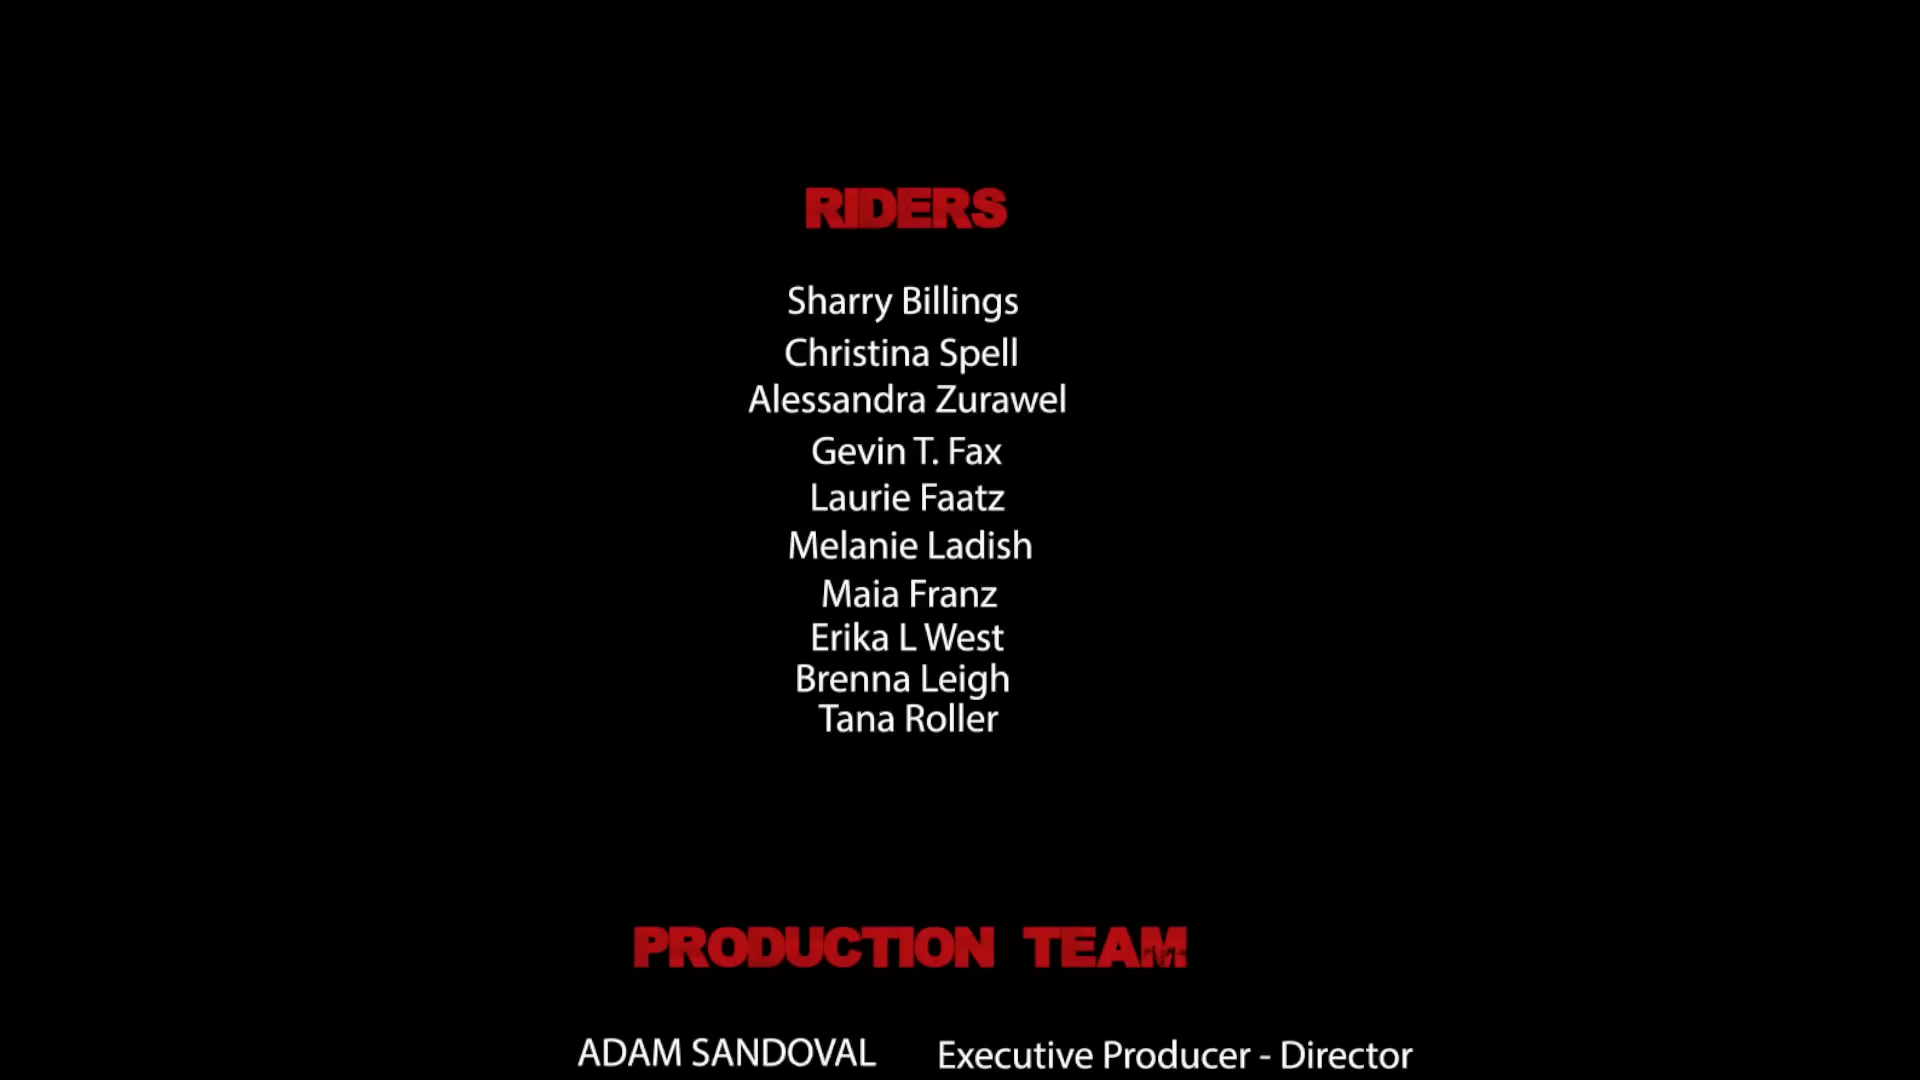 RIDERS
Sharry Billings
Christina Spell
Alessandra Zurawel
Gevin T. Fax
Laurie Faatz
Melanie Ladish
Maia Franz
Erika L West
Brenna Leigh
Tana Roller
PRODUCTION TEAM
ADAM SANDOVAL Executive Producer - Director